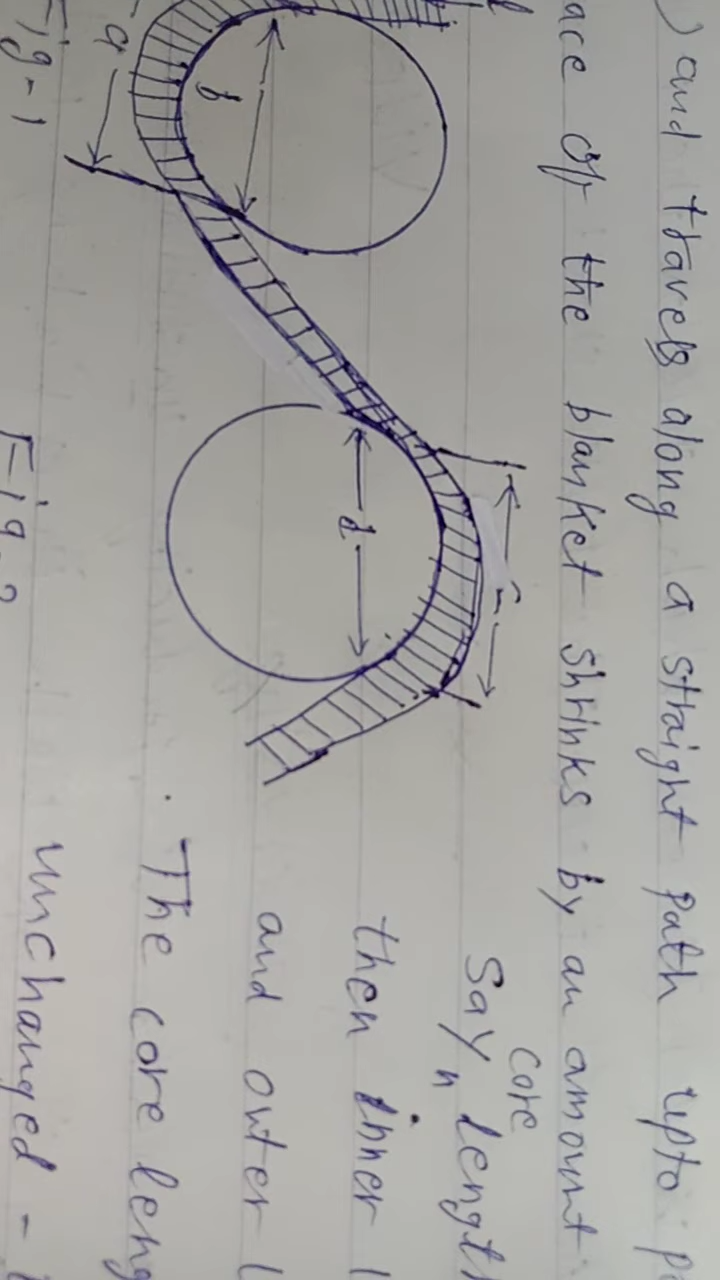 ) and travels along a straight path upto p
ace of the blanket shrinks by an amount
core
Say, length
n
then inner l
and outer l
. The core leng
unchanged -
a
b
c
d
Fig-1
Fig-2